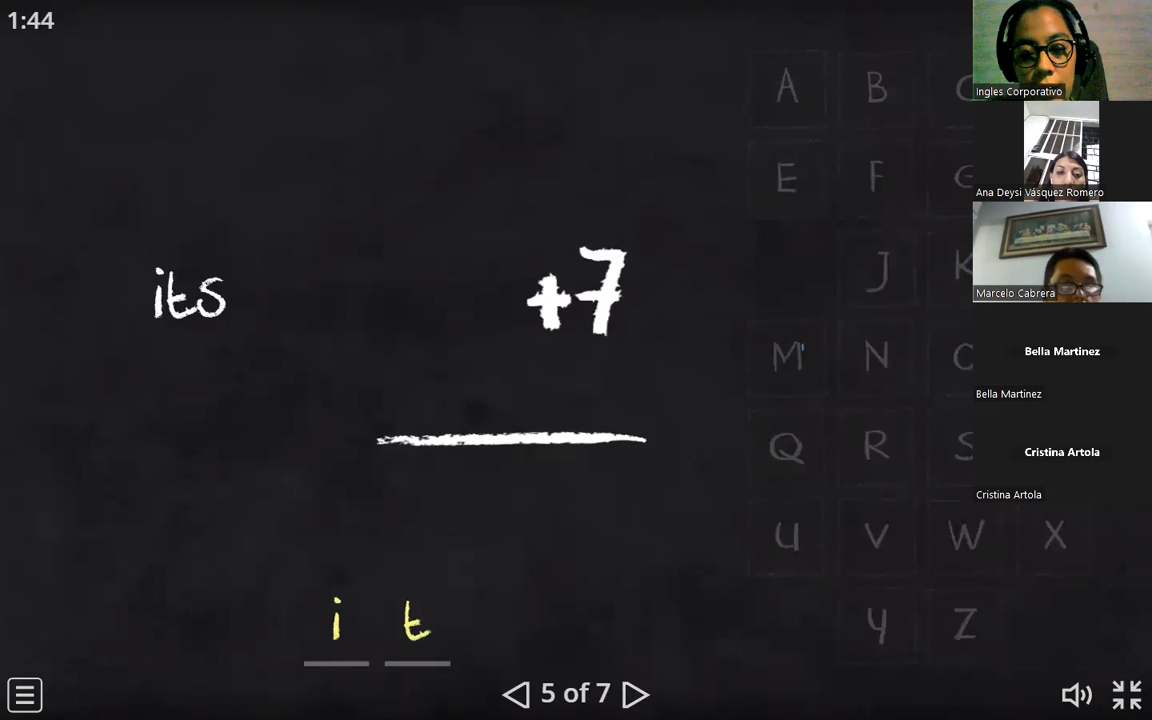 1:44
A B C
E F G
J K
M N O
Q R S
U V W X
Y Z
its
+7
i t
5 of 7
Ingles Corporativo
Ana Deysi Vásquez Romero
Marcelo Cabrera
Bella Martinez
Bella Martinez
Cristina Artola
Cristina Artola